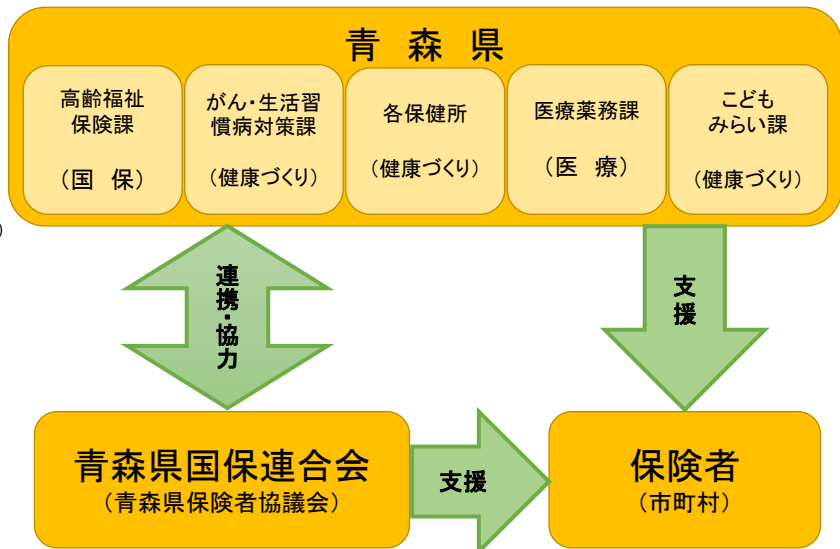 青　森　県
高齢福祉
保険課
（国　保）
がん・生活習
慣病対策課
（健康づくり）
各保健所
（健康づくり）
医療薬務課
（医　療）
こども
みらい課
（健康づくり）
）
連携・協力
支援
青森県国保連合会
（青森県保険者協議会）
支援
保険者
（市町村）